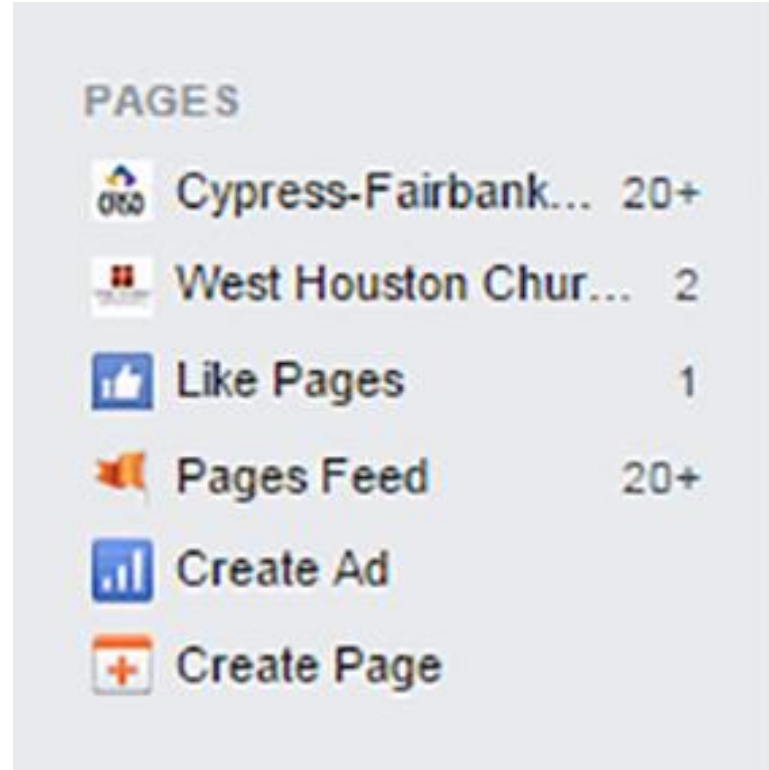 PAGES
Cypress-Fairbank... 20+
West Houston Chur... 2
Like Pages 1
Pages Feed 20+
Create Ad
Create Page